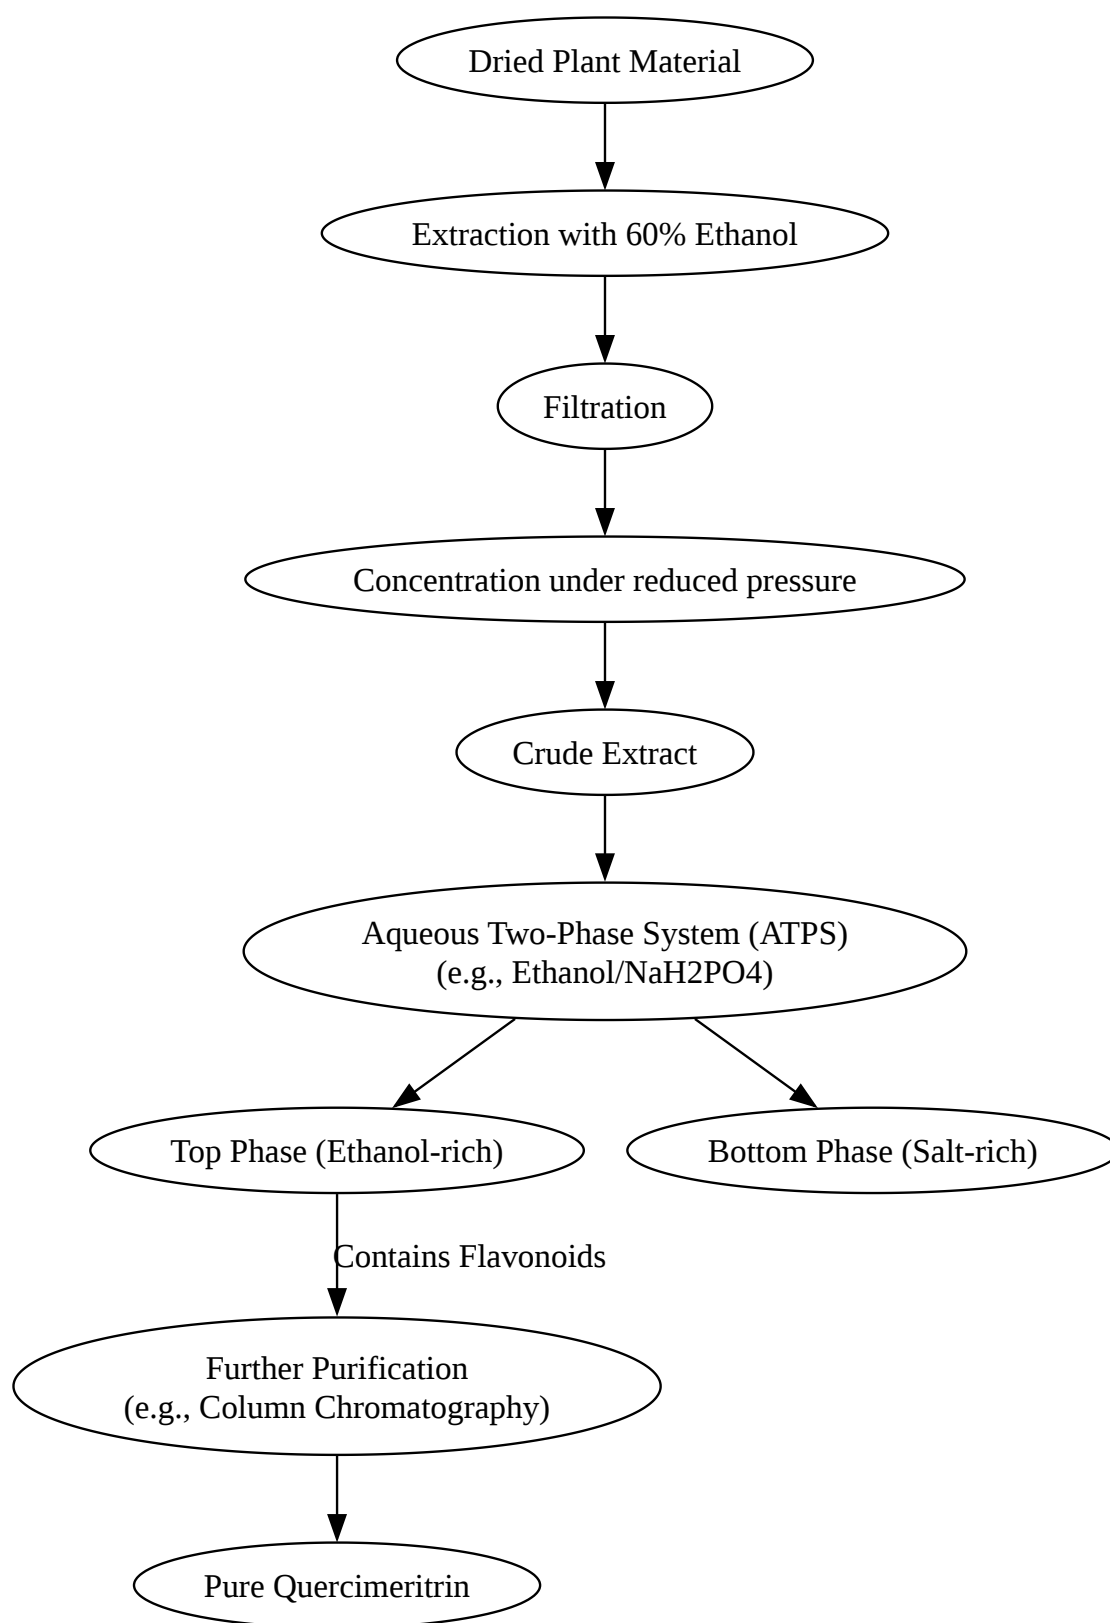 Dried Plant Material
Extraction with 60% Ethanol
Filtration
Concentration under reduced pressure
Crude Extract
Aqueous Two-Phase System (ATPS)
(e.g., Ethanol/NaH2PO4)
Top Phase (Ethanol-rich)
Bottom Phase (Salt-rich)
Contains Flavonoids
Further Purification
(e.g., Column Chromatography)
Pure Quercimeritrin